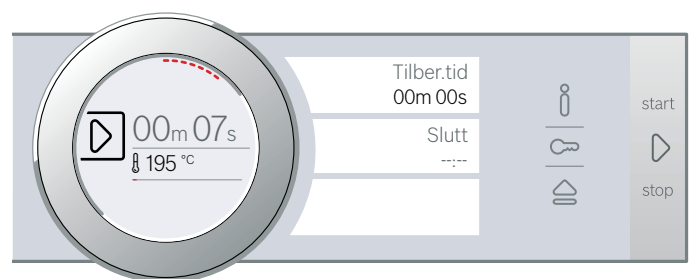 00m 07s
195 °C
Tilber.tid
00m 00s
Slutt
--:--
start
stop